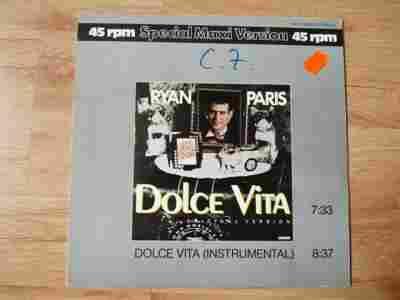 45 rpm Special Maxi Version 45 rpm
C. 7.
RYAN PARIS
DOLCE VITA
7:33
VERSION
DOLCE VITA (INSTRUMENTAL) 8:37